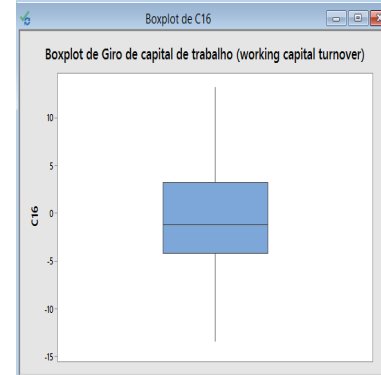 Boxplot de C16
Boxplot de Giro de capital de trabalho (working capital turnover)
10
5
0
-5
-10
-15
C16